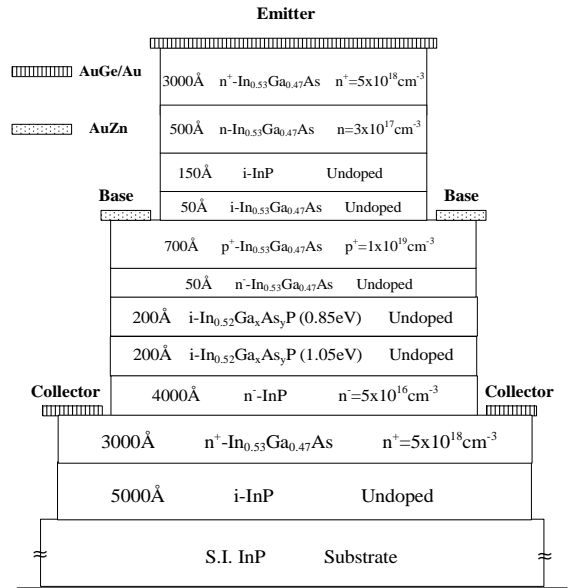 Emitter
AuGe/Au
AuZn
3000Å n⁺-In₀.₅₃Ga₀.₄₇As n⁺=5x10¹⁸cm⁻³
500Å n-In₀.₅₃Ga₀.₄₇As n=3x10¹⁷cm⁻³
150Å i-InP Undoped
Base Base
50Å i-In₀.₅₃Ga₀.₄₇As Undoped
700Å p⁺-In₀.₅₃Ga₀.₄₇As p⁺=1x10¹⁹cm⁻³
50Å n⁻-In₀.₅₃Ga₀.₄₇As Undoped
200Å i-In₀.₅₂GaₓAsᵧP (0.85eV) Undoped
200Å i-In₀.₅₂GaₓAsᵧP (1.05eV) Undoped
Collector Collector
4000Å n⁻-InP n⁻=5x10¹⁶cm⁻³
3000Å n⁺-In₀.₅₃Ga₀.₄₇As n⁺=5x10¹⁸cm⁻³
5000Å i-InP Undoped
S.I. InP Substrate